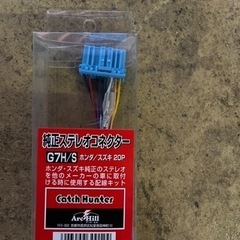 純正ステレオコネクター
G7H/S ホンダ/スズキ 20P
ホンダ・スズキ純正のステレオ
を他のメーカーの車に取付
ける時に使用する配線キット
Catch Hunter
Arc Hill